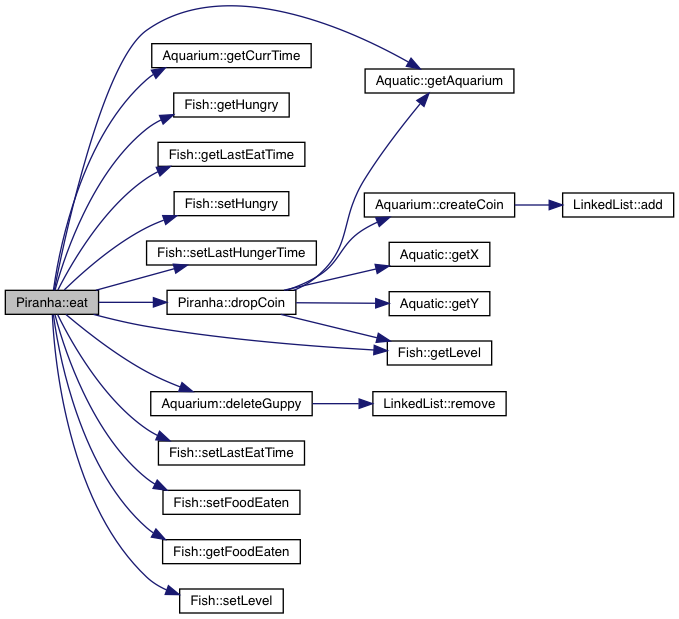 Aquarium::getCurrTime
Aquatic::getAquarium
Fish::getHungry
Fish::getLastEatTime
Fish::setHungry
Aquarium::createCoin
LinkedList::add
Fish::setLastHungerTime
Aquatic::getX
Piranha::eat
Piranha::dropCoin
Aquatic::getY
Fish::getLevel
Aquarium::deleteGuppy
LinkedList::remove
Fish::setLastEatTime
Fish::setFoodEaten
Fish::getFoodEaten
Fish::setLevel